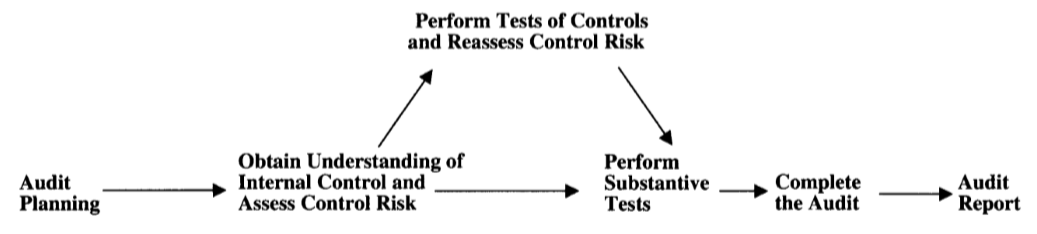 Perform Tests of Controls
and Reassess Control Risk
Audit
Planning
Obtain Understanding of
Internal Control and
Assess Control Risk
Perform
Substantive
Tests
Complete
the Audit
Audit
Report